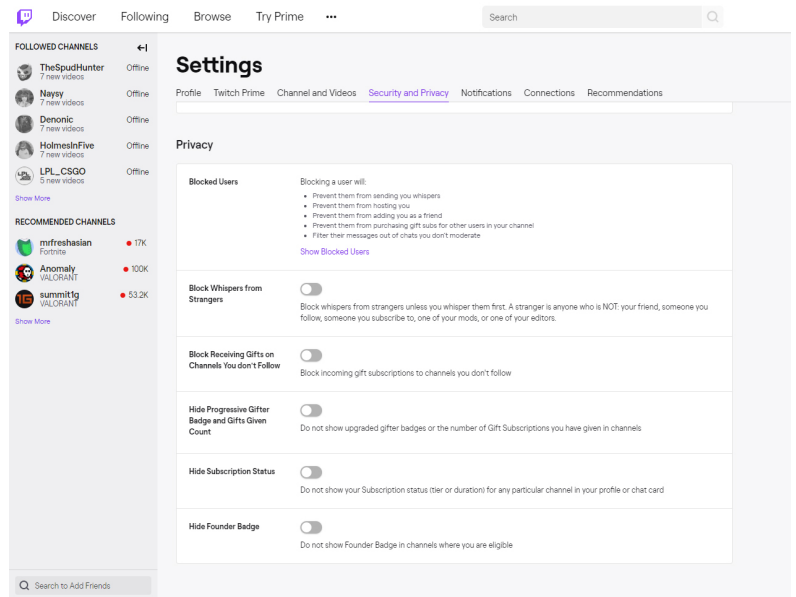 Discover Following Browse Try Prime
Search
FOLLOWED CHANNELS
TheSpudHunter Offline
7 new videos
Naysy Offline
7 new videos
Denonic Offline
7 new videos
HolmesInFive Offline
7 new videos
LPL_CSGO Offline
5 new videos
Show More
RECOMMENDED CHANNELS
mrfreshasian 17K
Fortnite
Anomaly 100K
VALORANT
summit1g 53.2K
VALORANT
Show More
Search to Add Friends
Settings
Profile Twitch Prime Channel and Videos Security and Privacy Notifications Connections Recommendations
Privacy
Blocked Users
Blocking a user will:
Prevent them from sending you whispers
Prevent them from hosting you
Prevent them from adding you as a friend
Prevent them from purchasing gift subs for other users in your channel
Filter their messages out of chats you don't moderate
Show Blocked Users
Block Whispers from
Strangers
Block whispers from strangers unless you whisper them first. A stranger is anyone who is NOT: your friend, someone you
follow, someone you subscribe to, one of your mods, or one of your editors.
Block Receiving Gifts on
Channels You don't Follow
Block incoming gift subscriptions to channels you don't follow
Hide Progressive Gifter
Badge and Gifts Given
Count
Do not show upgraded gifter badges or the number of Gift Subscriptions you have given in channels
Hide Subscription Status
Do not show your Subscription status (tier or duration) for any particular channel in your profile or chat card
Hide Founder Badge
Do not show Founder Badge in channels where you are eligible